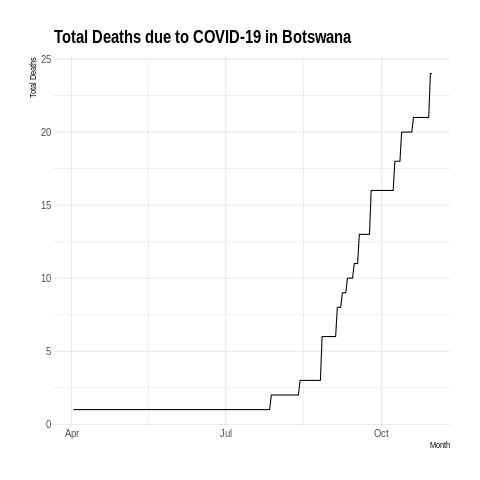 Total Deaths due to COVID-19 in Botswana
Total Deaths
25
20
15
10
5
0
Apr
Jul
Oct
Month